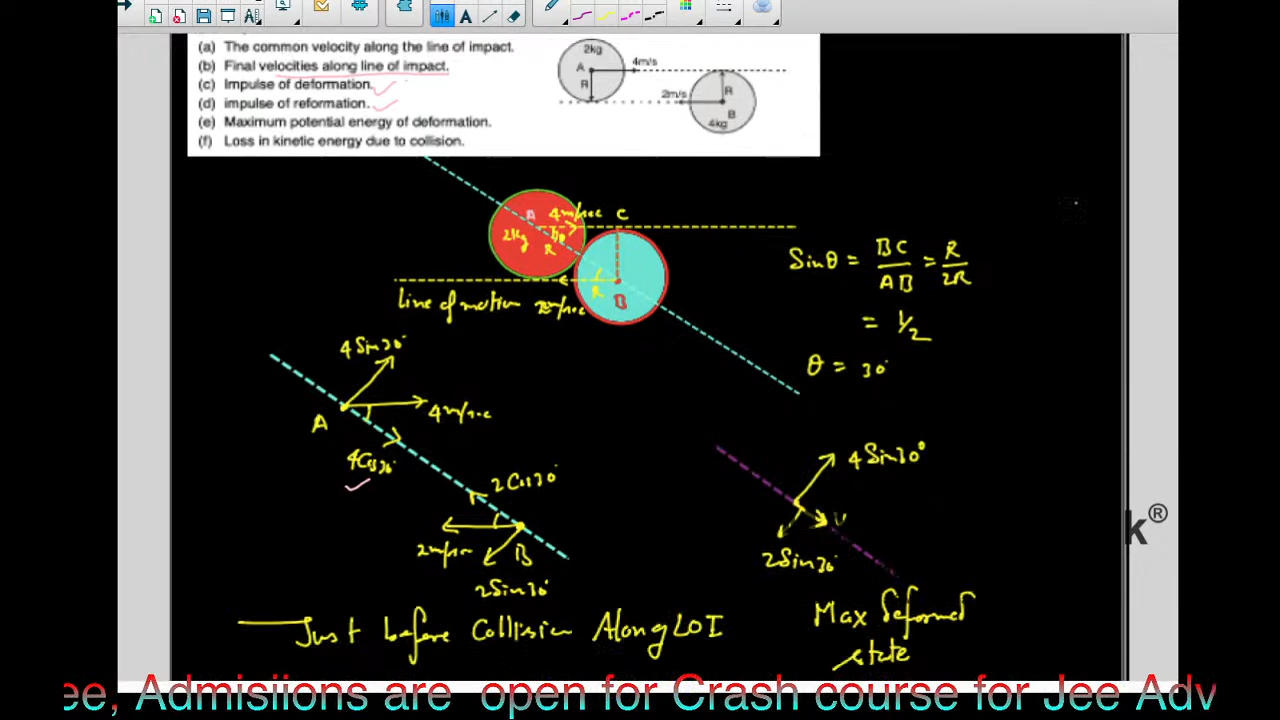 (a) The common velocity along the line of impact.
(b) Final velocities along line of impact.
(c) Impulse of deformation.
(d) impulse of reformation.
(e) Maximum potential energy of deformation.
(f) Loss in kinetic energy due to collision.
2kg
A
R
4m/s
2m/s
R
B
4kg
A
4m/sec
C
2kg
R
R
B
line of motion 2m/sec
Sinθ = BC/AB = R/2R
= 1/2
θ = 30°
4Sin30°
4m/sec
A
4Cos30°
2Cos30°
2m/sec
B
2Sin30°
4Sin30°
V
2Sin30°
Just before Collision Along LOI
Max deformed
state
k®
ee, Admisiions are open for Crash course for Jee Adv